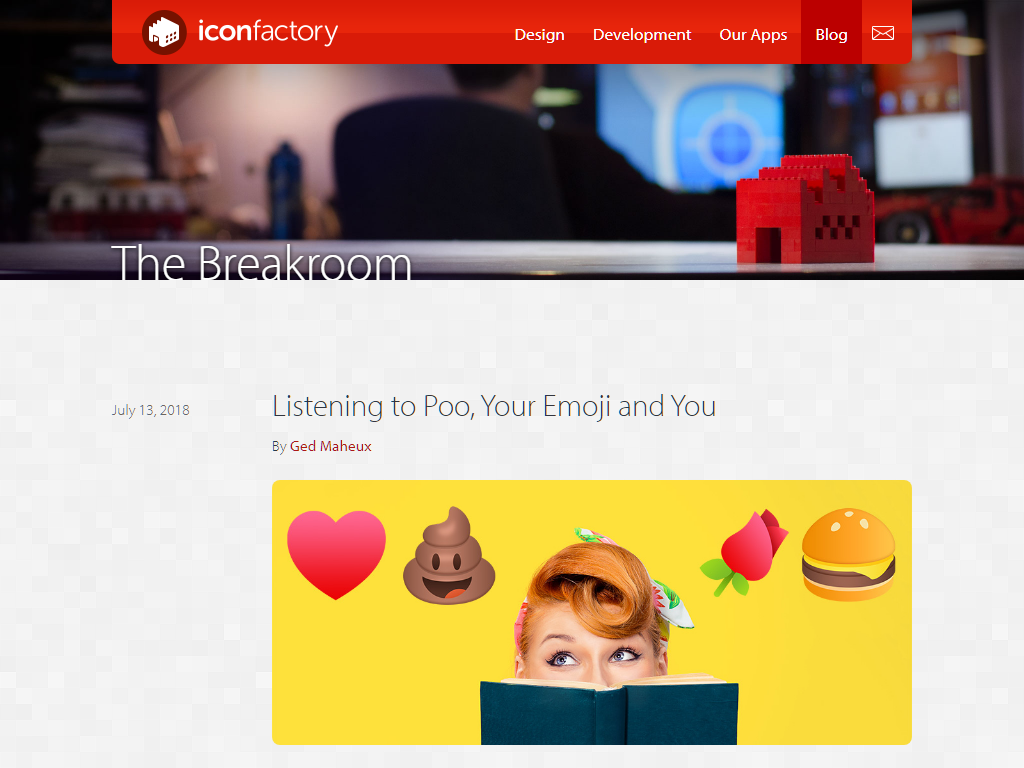 iconfactory
Design Development Our Apps Blog
The Breakroom
July 13, 2018
Listening to Poo, Your Emoji and You
By Ged Maheux